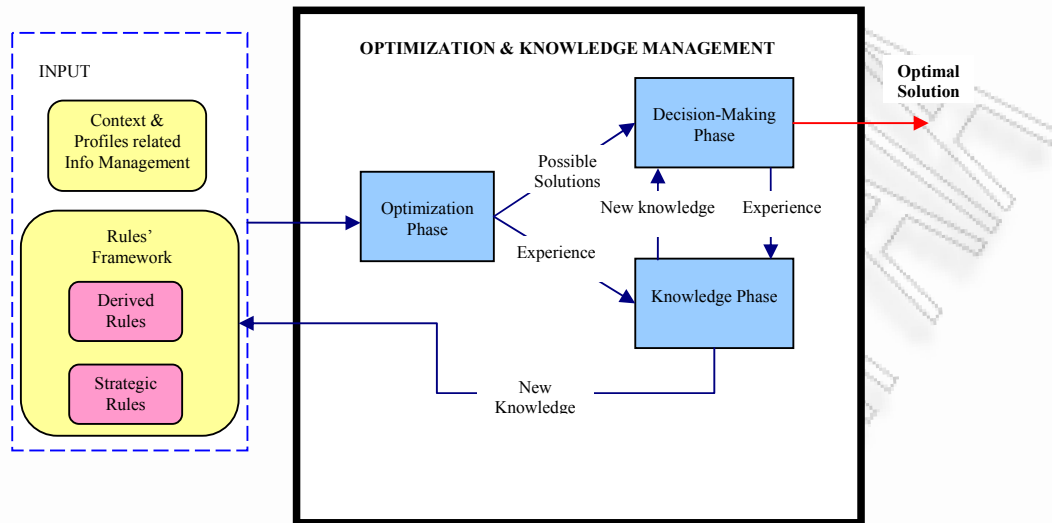 INPUT
Context &
Profiles related
Info Management
Rules'
Framework
Derived
Rules
Strategic
Rules
OPTIMIZATION & KNOWLEDGE MANAGEMENT
Optimization
Phase
Possible
Solutions
Experience
Decision-Making
Phase
New knowledge
Experience
Knowledge Phase
New
Knowledge
Optimal
Solution